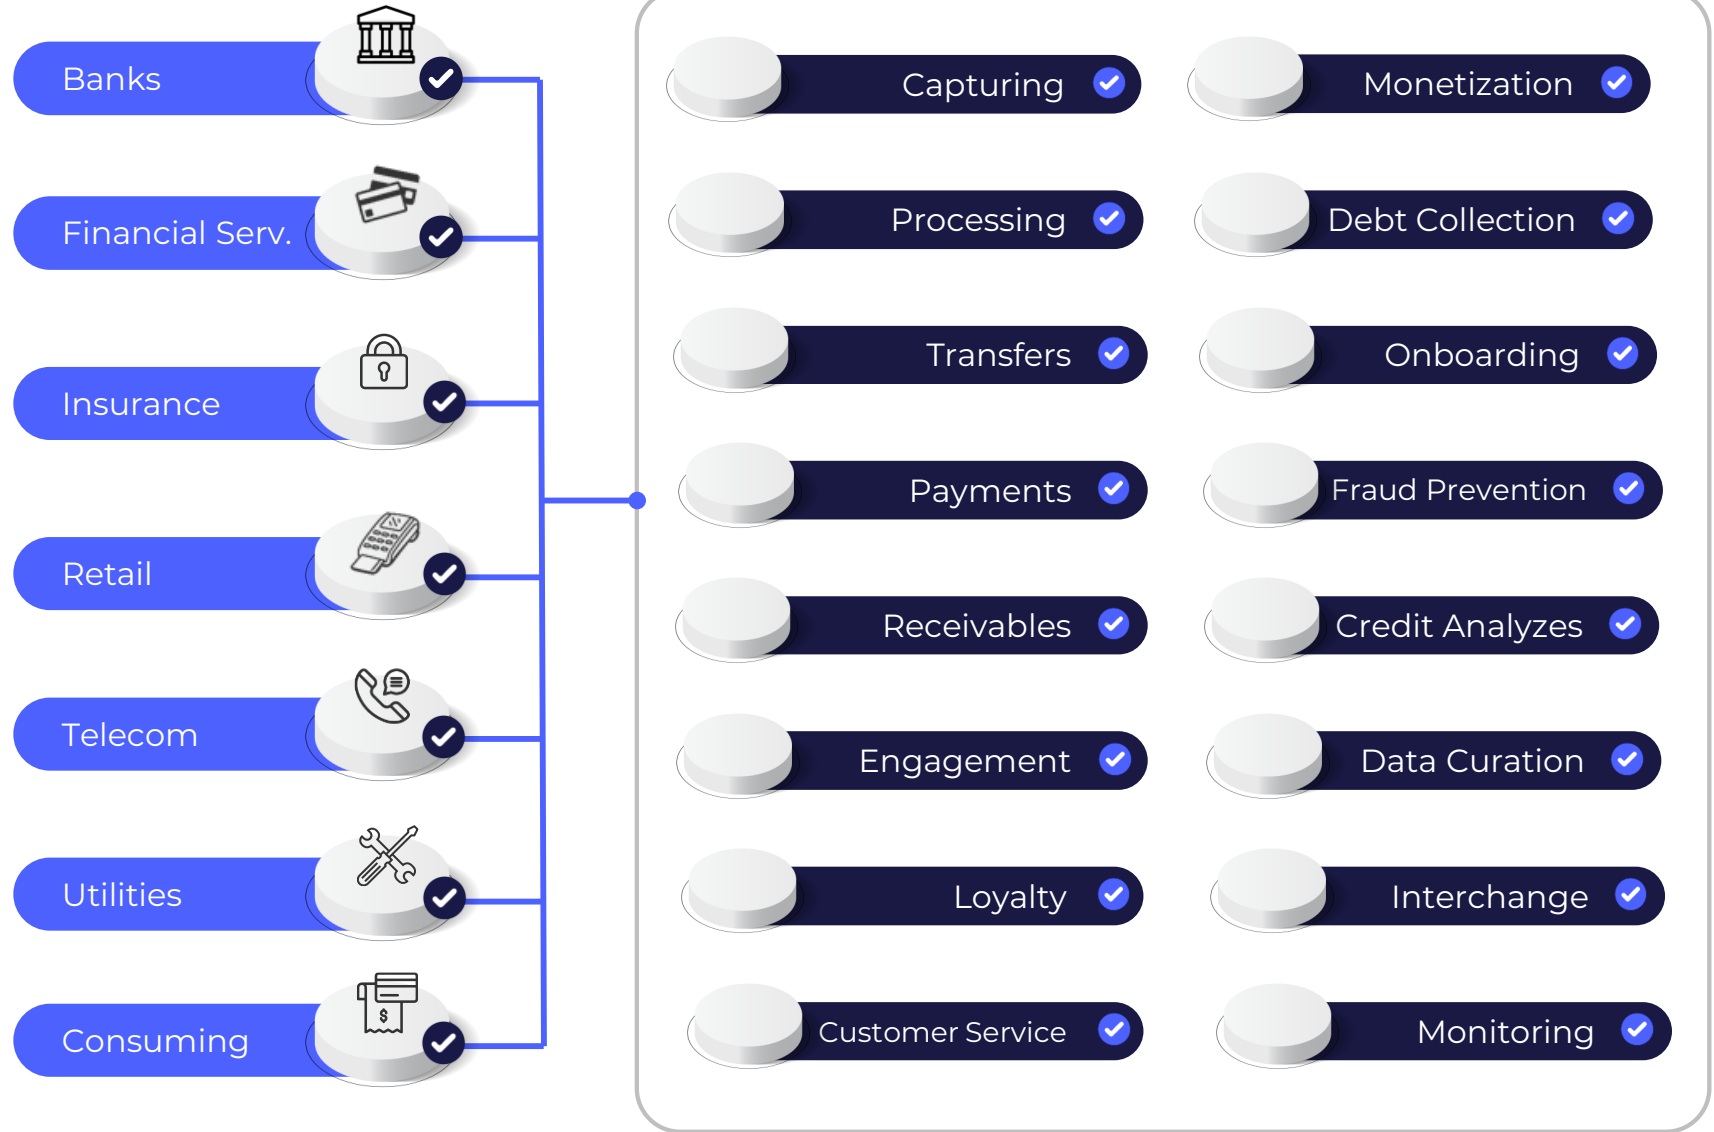 Banks
Financial Serv.
Insurance
Retail
Telecom
Utilities
Consuming
$
Capturing
Processing
Transfers
Payments
Receivables
Engagement
Loyalty
Customer Service
Monetization
Debt Collection
Onboarding
Fraud Prevention
Credit Analyzes
Data Curation
Interchange
Monitoring